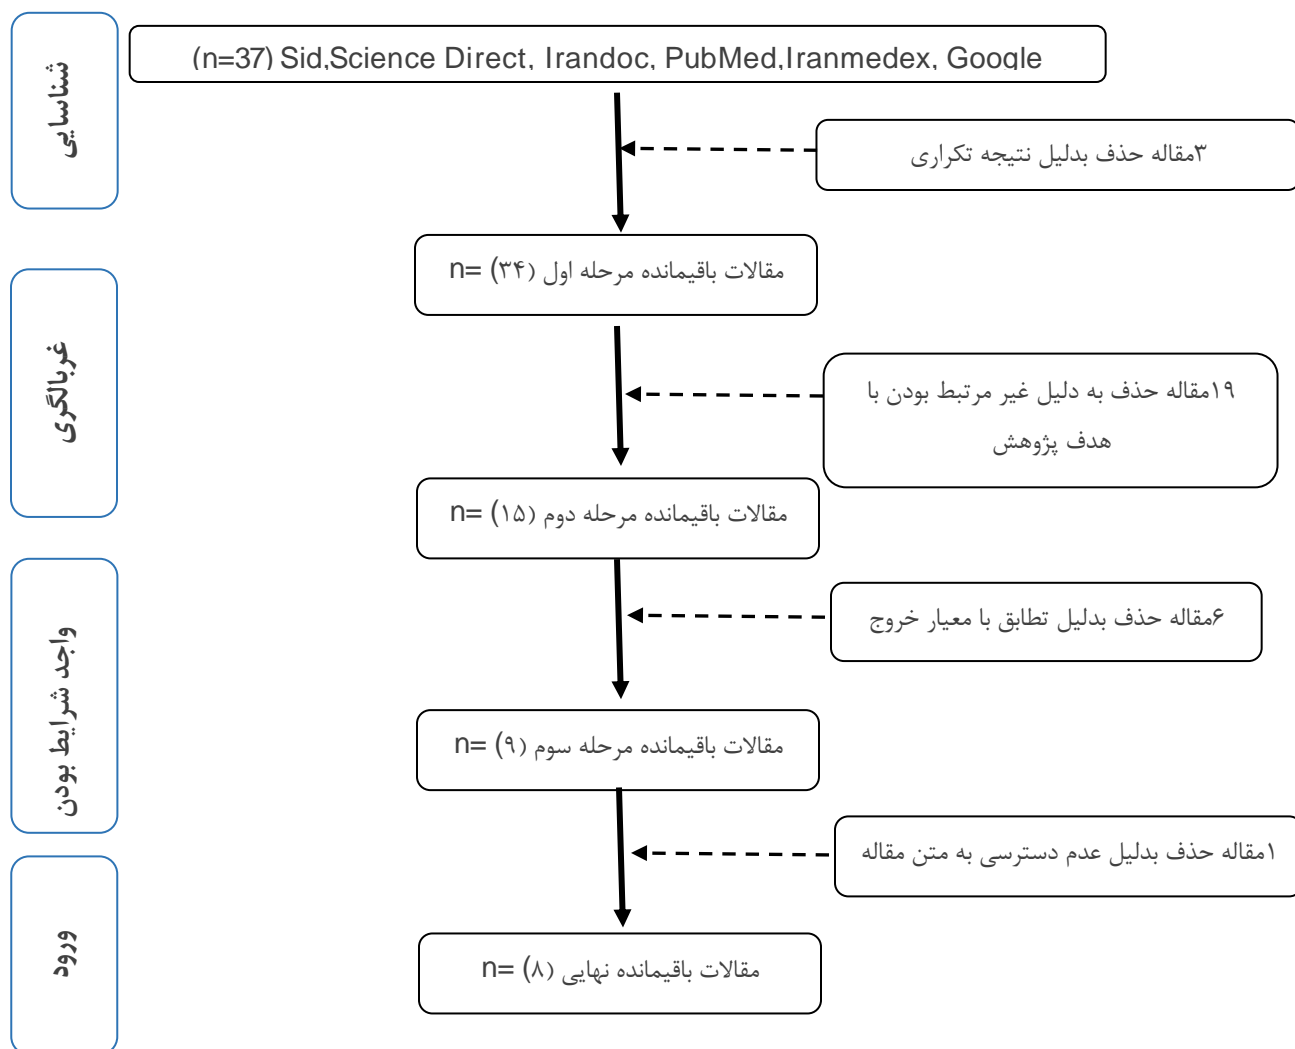 شناسایی
(n=37) Sid,Science Direct, Irandoc, PubMed,Iranmedex, Google
۳مقاله حذف بدلیل نتیجه تکراری
مقالات باقیمانده مرحله اول (۳۴) =n
غربالگری
۱۹مقاله حذف به دلیل غیر مرتبط بودن با
هدف پژوهش
مقالات باقیمانده مرحله دوم (۱۵) =n
واجد شرایط بودن
۶مقاله حذف بدلیل تطابق با معیار خروج
مقالات باقیمانده مرحله سوم (۹) =n
۱مقاله حذف بدلیل عدم دسترسی به متن مقاله
ورود
مقالات باقیمانده نهایی (۸) =n